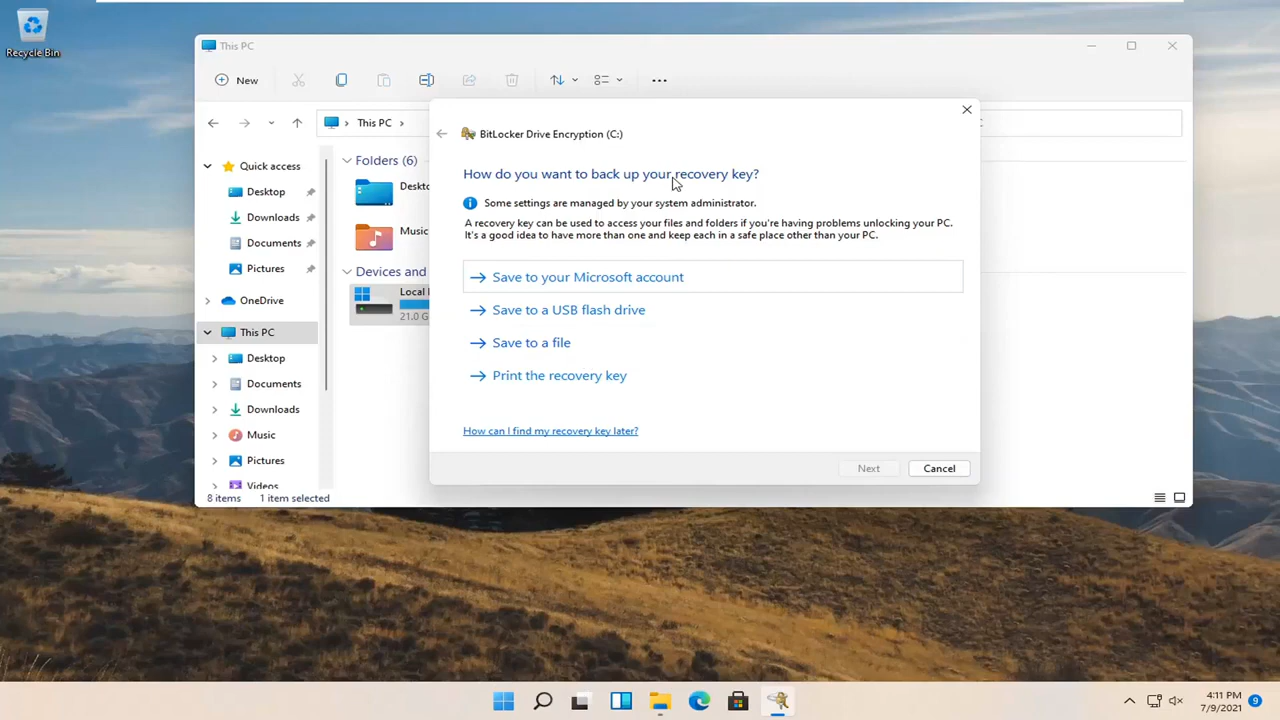 Recycle Bin
This PC
New
This PC
Quick access
Desktop
Downloads
Documents
Pictures
OneDrive
This PC
Desktop
Documents
Downloads
Music
Pictures
Videos
Folders (6)
Music
Devices and
Local
21.0 G
8 items 1 item selected
BitLocker Drive Encryption (C:)
How do you want to back up your recovery key?
Some settings are managed by your system administrator.
A recovery key can be used to access your files and folders if you're having problems unlocking your PC.
It's a good idea to have more than one and keep each in a safe place other than your PC.
Save to your Microsoft account
Save to a USB flash drive
Save to a file
Print the recovery key
How can I find my recovery key later?
Next
Cancel
4:11 PM
7/9/2021
9